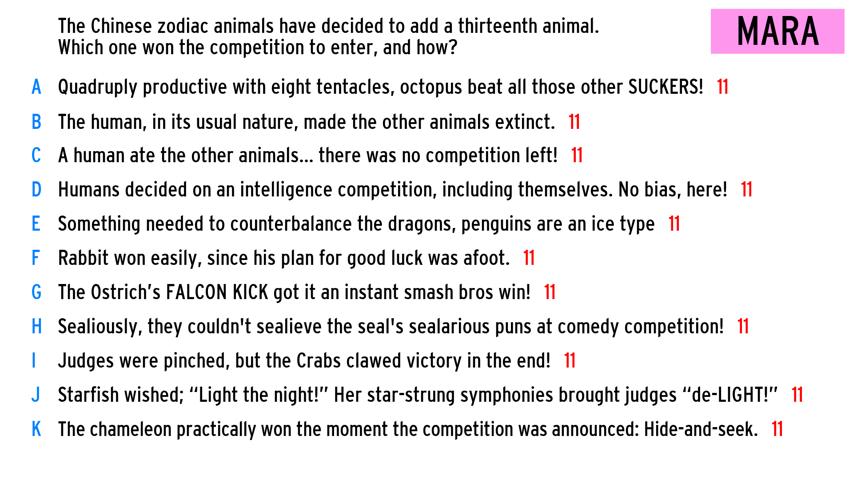 The Chinese zodiac animals have decided to add a thirteenth animal.
Which one won the competition to enter, and how?
MARA
A Quadruply productive with eight tentacles, octopus beat all those other SUCKERS! 11
B The human, in its usual nature, made the other animals extinct. 11
C A human ate the other animals... there was no competition left! 11
D Humans decided on an intelligence competition, including themselves. No bias, here! 11
E Something needed to counterbalance the dragons, penguins are an ice type 11
F Rabbit won easily, since his plan for good luck was afoot. 11
G The Ostrich's FALCON KICK got it an instant smash bros win! 11
H Sealiously, they couldn't sealieve the seal's sealarious puns at comedy competition! 11
I Judges were pinched, but the Crabs clawed victory in the end! 11
J Starfish wished; “Light the night!” Her star-strung symphonies brought judges “de-LIGHT!” 11
K The chameleon practically won the moment the competition was announced: Hide-and-seek. 11